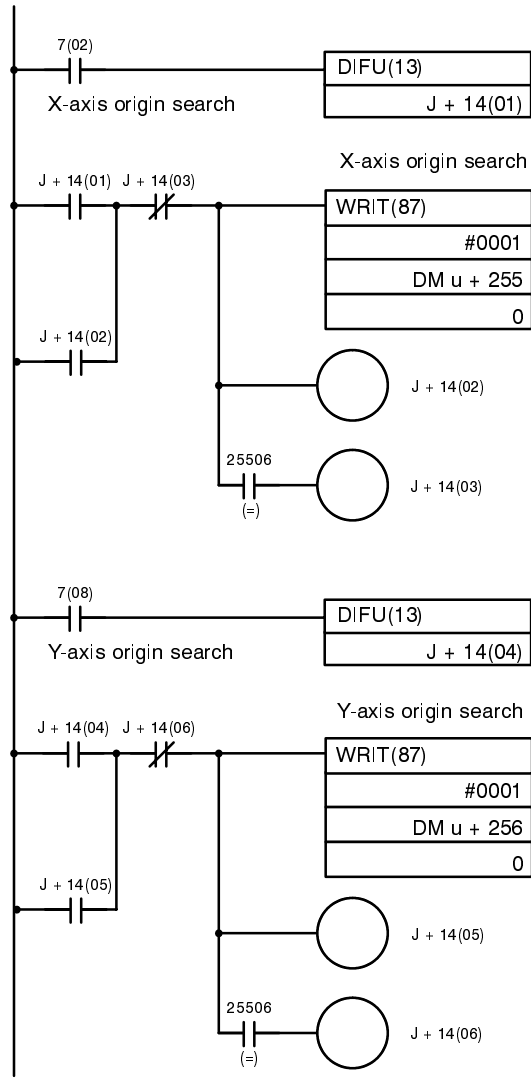 7(02)
DIFU(13)
J + 14(01)
X-axis origin search
X-axis origin search
J + 14(01) J + 14(03)
WRIT(87)
#0001
DM u + 255
0
J + 14(02)
J + 14(02)
25506
(=)
J + 14(03)
7(08)
DIFU(13)
J + 14(04)
Y-axis origin search
Y-axis origin search
J + 14(04) J + 14(06)
WRIT(87)
#0001
DM u + 256
0
J + 14(05)
J + 14(05)
25506
(=)
J + 14(06)